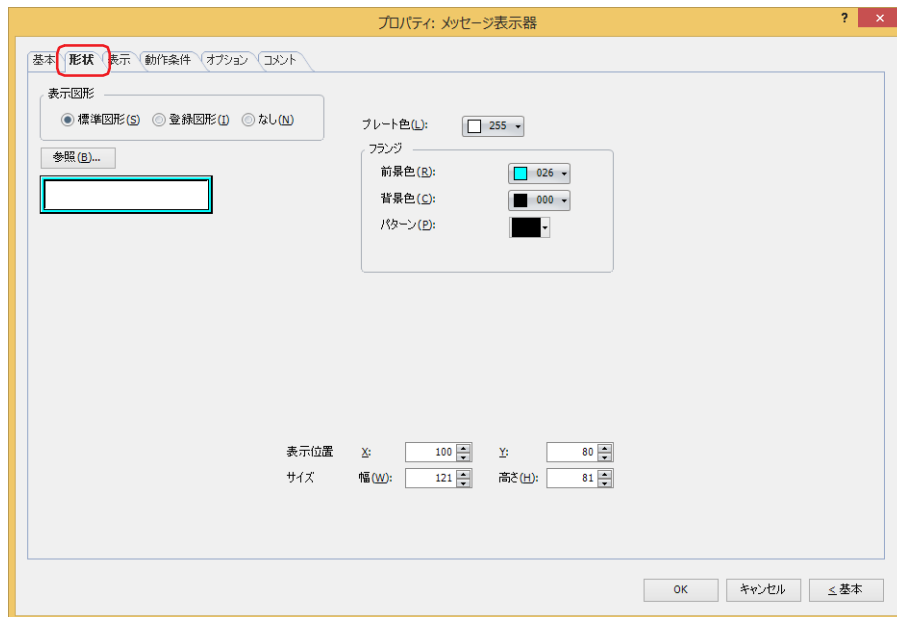 プロパティ: メッセージ表示器
? ×
基本 形状 表示 動作条件 オプション コメント
表示図形
標準図形(S) 登録図形(I) なし(N)
参照(B)...
プレート色(L): 255
フランジ
前景色(R): 026
背景色(C): 000
パターン(P):
表示位置 X: 100 Y: 80
サイズ 幅(W): 121 高さ(H): 81
OK キャンセル < 基本